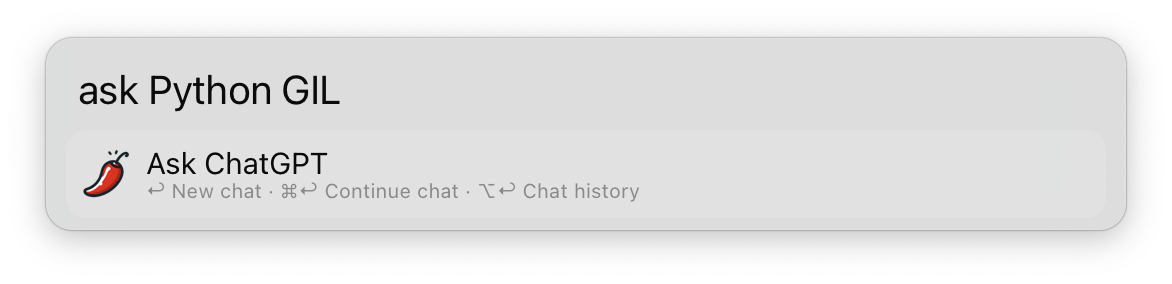 ask Python GIL
Ask ChatGPT
↩ New chat · ⌘↩ Continue chat · ⌥↩ Chat history